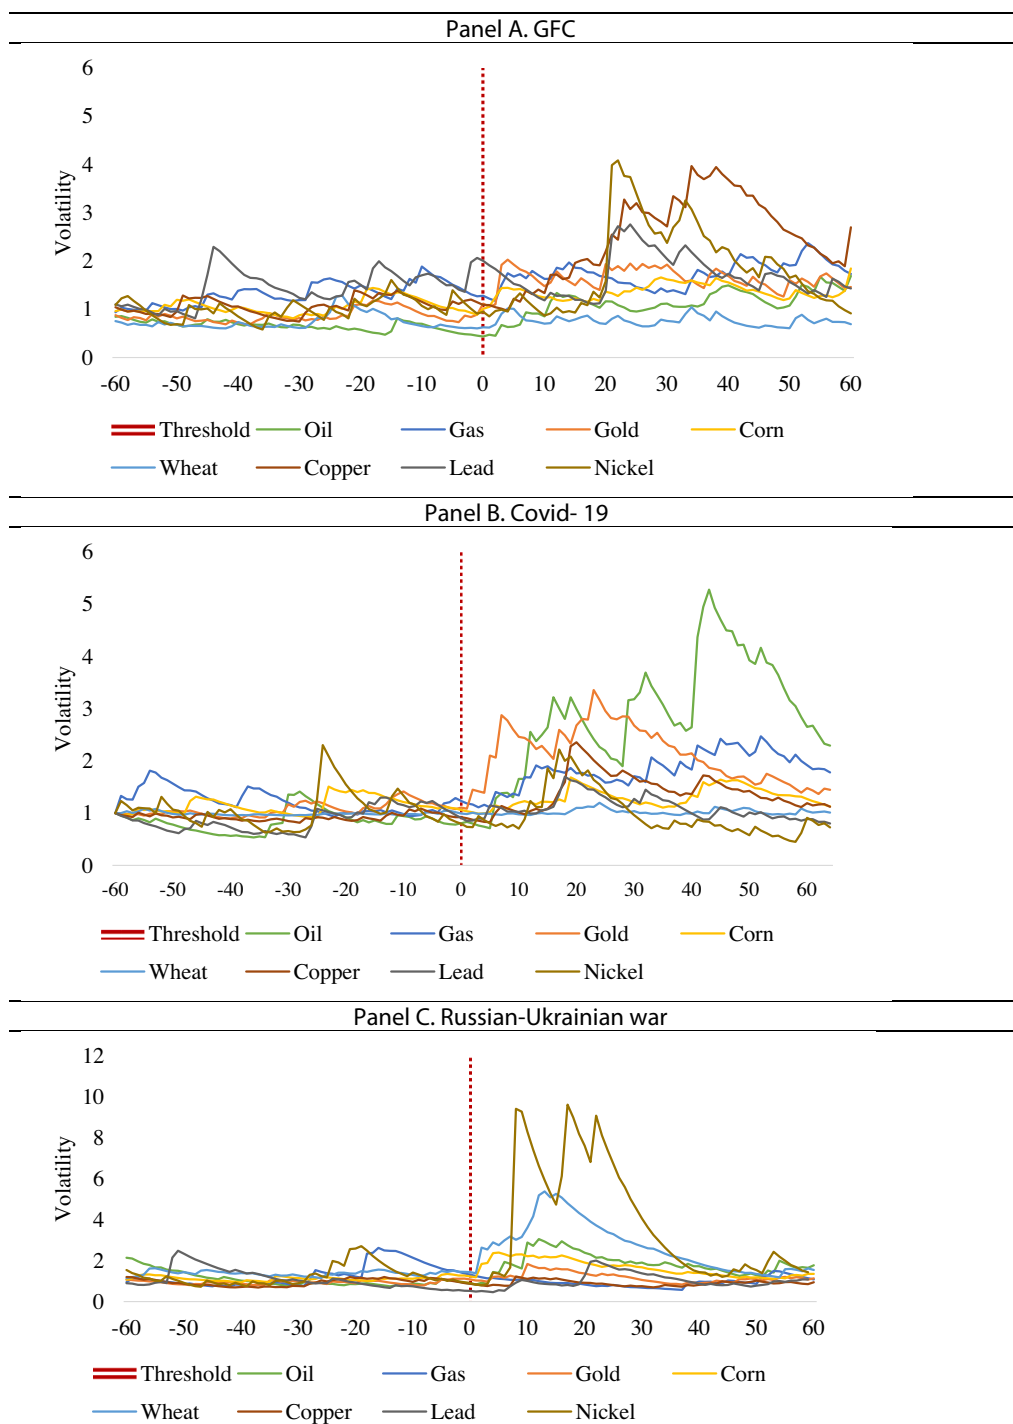 Panel A. GFC
6
5
4
3
2
1
0
Volatility
-60 -50 -40 -30 -20 -10 0 10 20 30 40 50 60
Threshold Oil Gas Gold Corn
Wheat Copper Lead Nickel
Panel B. Covid- 19
6
5
4
3
2
1
0
Volatility
-60 -50 -40 -30 -20 -10 0 10 20 30 40 50 60
Threshold Oil Gas Gold Corn
Wheat Copper Lead Nickel
Panel C. Russian-Ukrainian war
12
10
8
6
4
2
0
Volatility
-60 -50 -40 -30 -20 -10 0 10 20 30 40 50 60
Threshold Oil Gas Gold Corn
Wheat Copper Lead Nickel